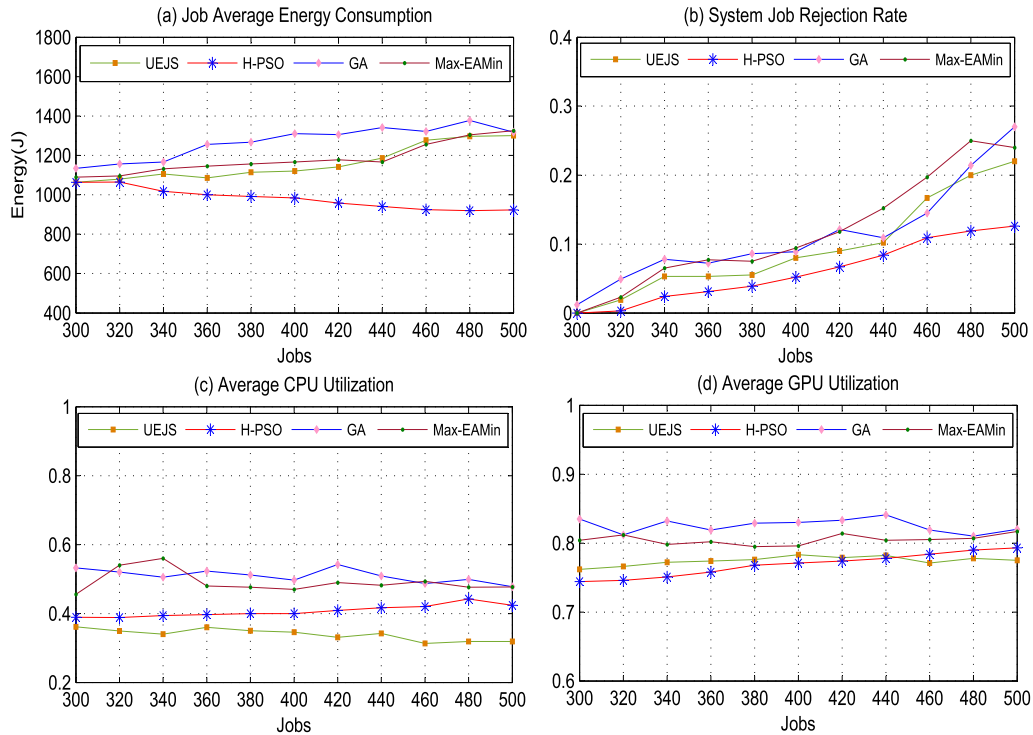 (a) Job Average Energy Consumption
1800
1600
1400
1200
1000
800
600
400
Energy(J)
UEJS H-PSO GA Max-EAMin
300 320 340 360 380 400 420 440 460 480 500
Jobs
(b) System Job Rejection Rate
0.4
0.3
0.2
0.1
0
UEJS H-PSO GA Max-EAMin
300 320 340 360 380 400 420 440 460 480 500
Jobs
(c) Average CPU Utilization
1
0.8
0.6
0.4
0.2
UEJS H-PSO GA Max-EAMin
300 320 340 360 380 400 420 440 460 480 500
Jobs
(d) Average GPU Utilization
1
0.9
0.8
0.7
0.6
UEJS H-PSO GA Max-EAMin
300 320 340 360 380 400 420 440 460 480 500
Jobs